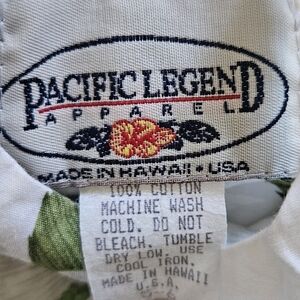 PACIFIC LEGEND
APPAREL
MADE IN HAWAII • USA
100% COTTON
MACHINE WASH
COLD. DO NOT
BLEACH. TUMBLE
DRY LOW. USE
COOL IRON.
MADE IN HAWAII
U.S.A.